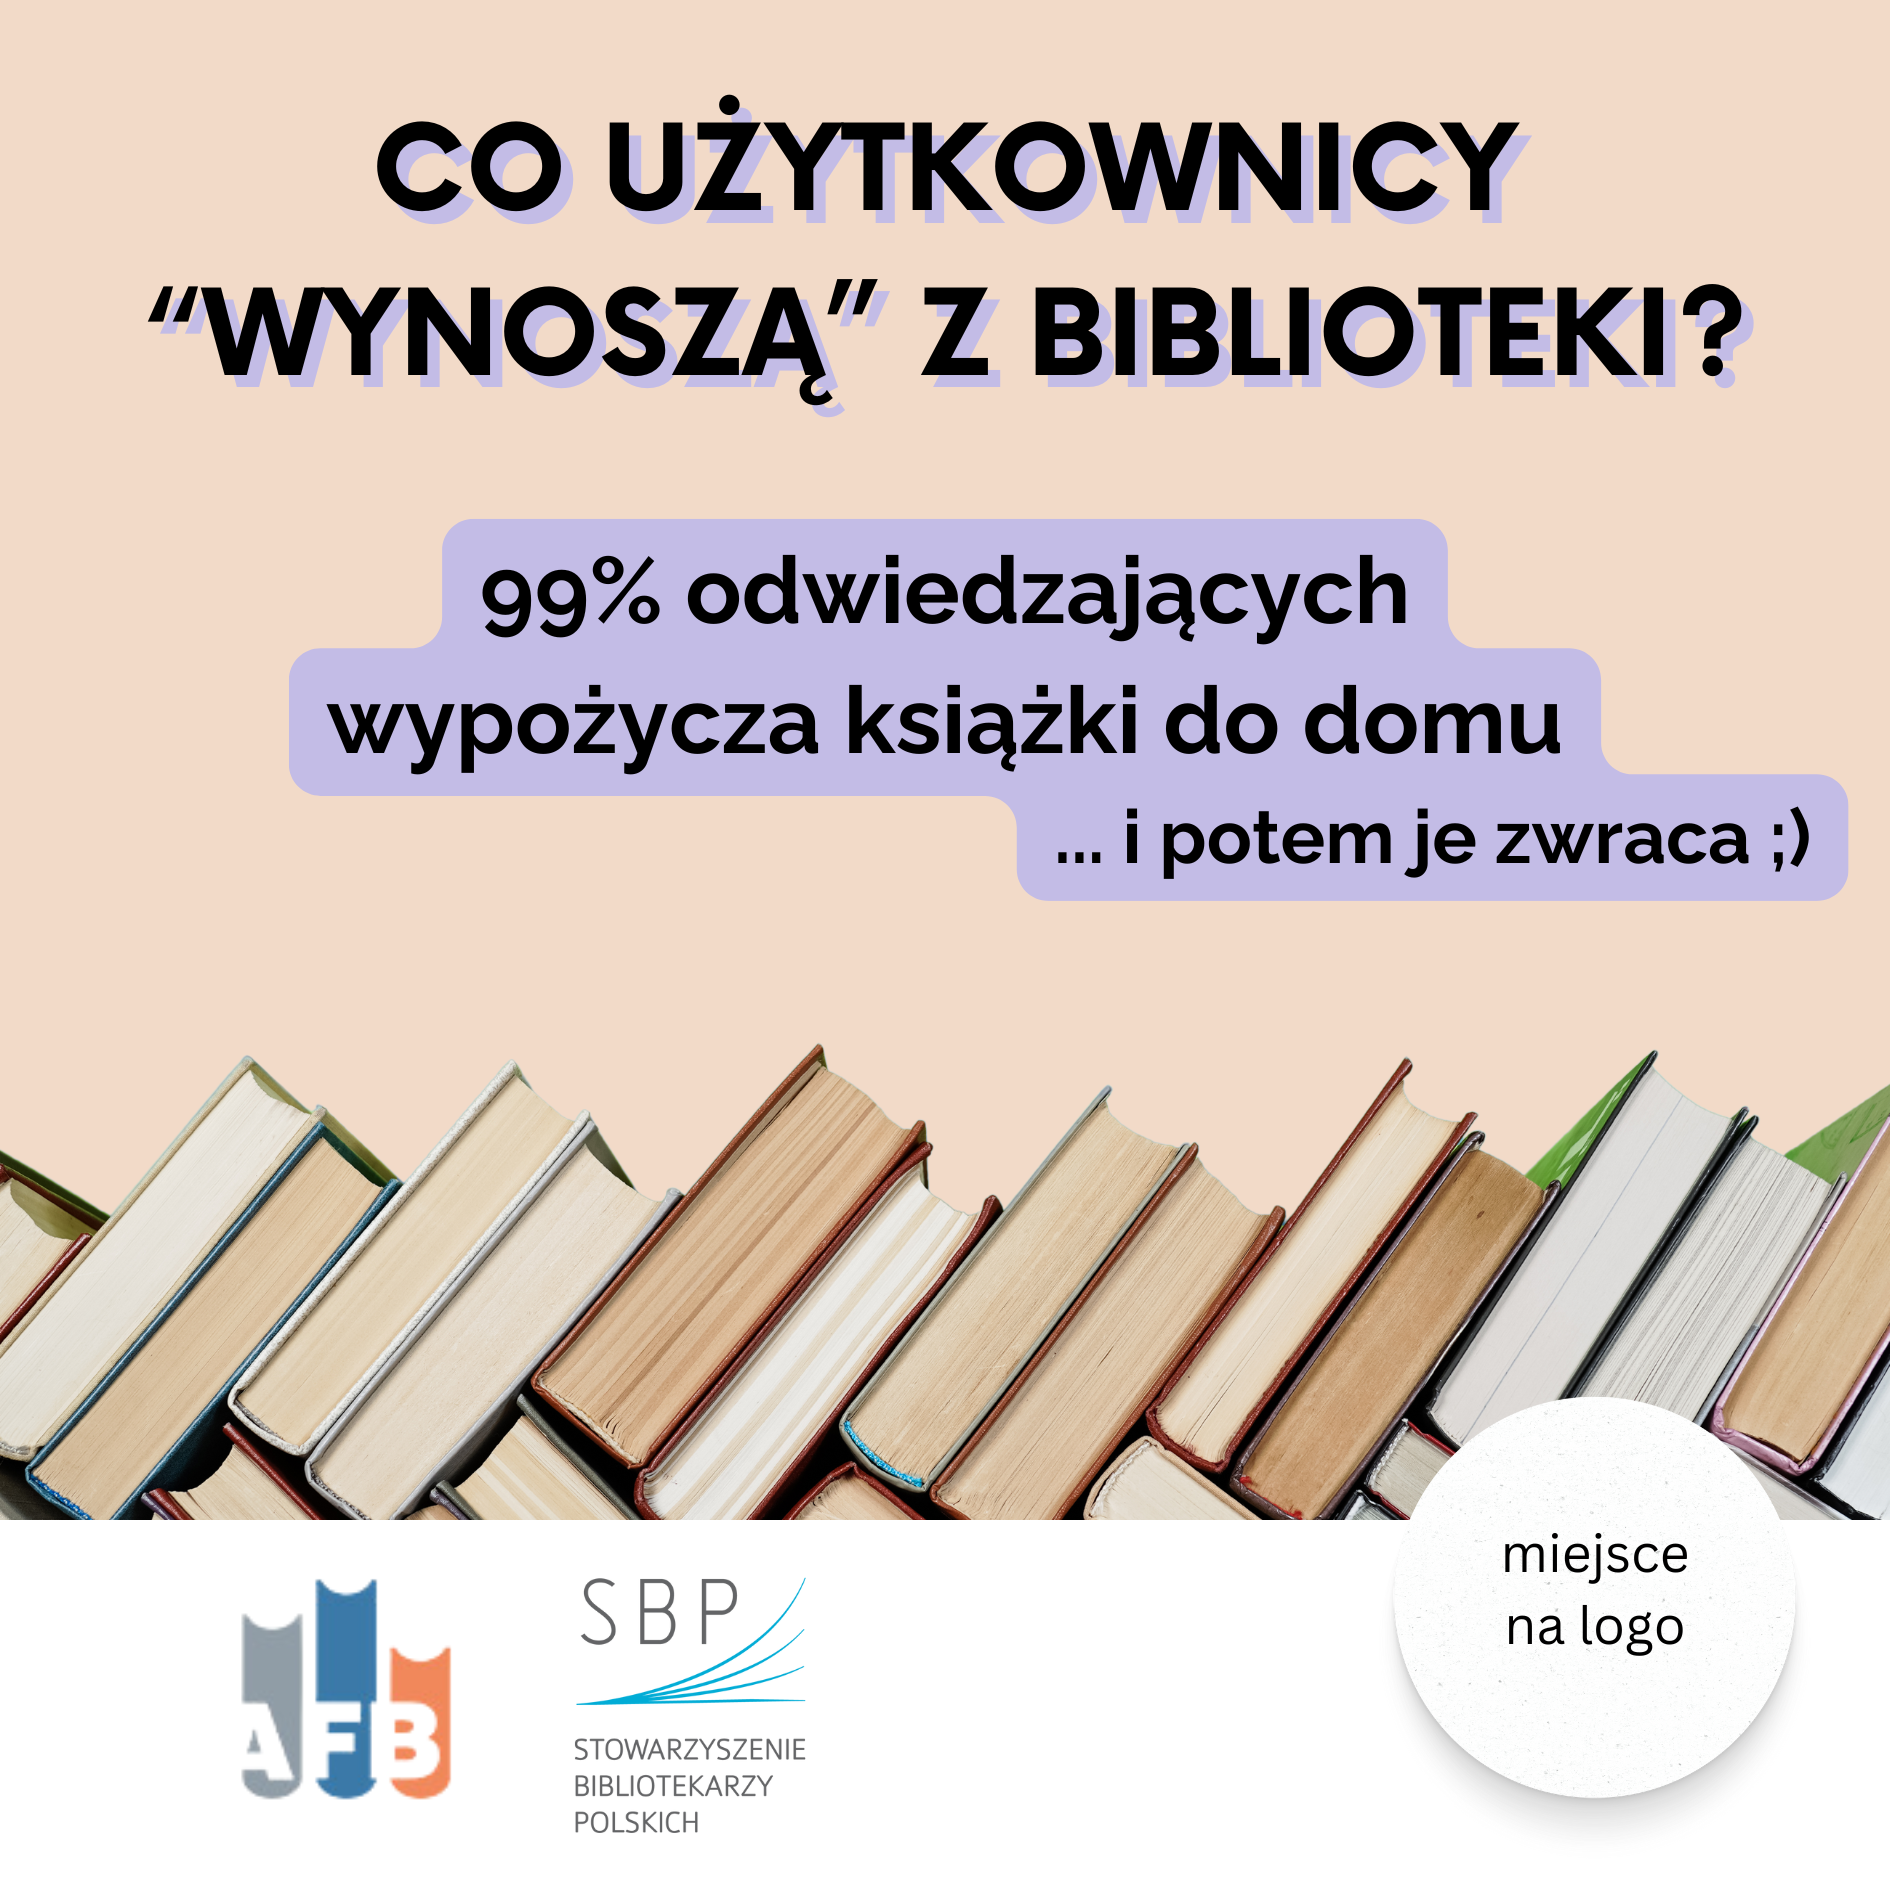 CO UŻYTKOWNICY
“WYNOSZĄ” Z BIBLIOTEKI?
99% odwiedzających
wypożycza książki do domu
... i potem je zwraca ;)
AFB
SBP
STOWARZYSZENIE
BIBLIOTEKARZY
POLSKICH
miejsce
na logo